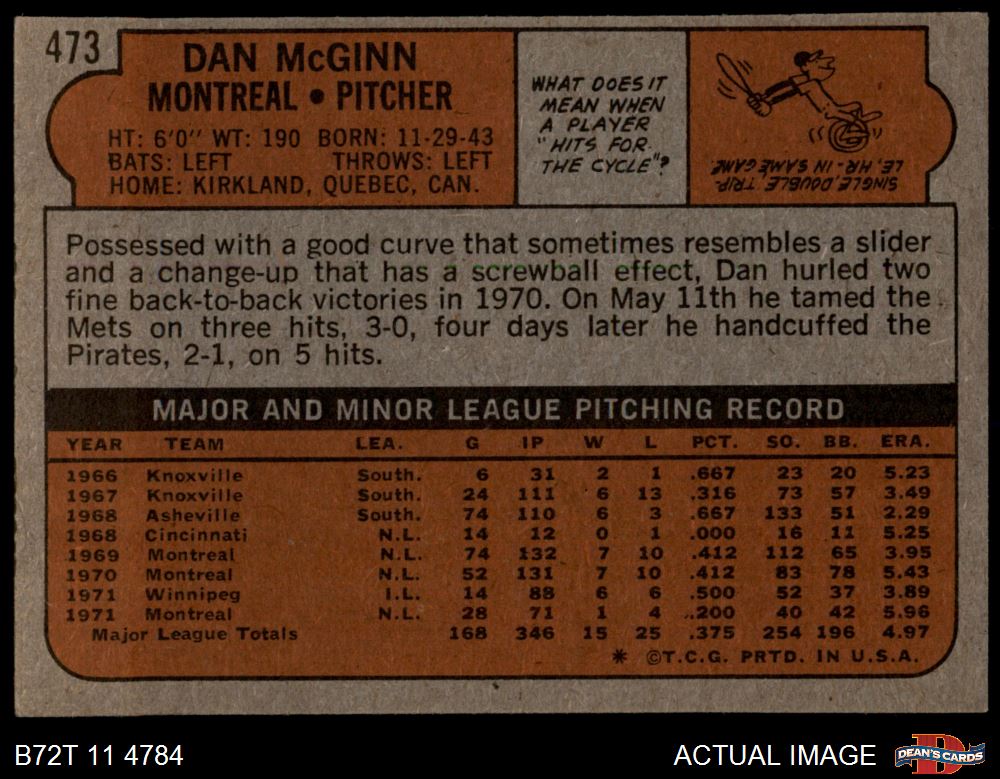 473
DAN McGINN
MONTREAL • PITCHER
HT: 6'0" WT: 190 BORN: 11-29-43
BATS: LEFT THROWS: LEFT
HOME: KIRKLAND, QUEBEC, CAN.
WHAT DOES IT
MEAN WHEN
A PLAYER
"HITS FOR
THE CYCLE"?
SINGLE, DOUBLE, TRIP-
LE, HR - IN SAME GAME.
Possessed with a good curve that sometimes resembles a slider
and a change-up that has a screwball effect, Dan hurled two
fine back-to-back victories in 1970. On May 11th he tamed the
Mets on three hits, 3-0, four days later he handcuffed the
Pirates, 2-1, on 5 hits.
MAJOR AND MINOR LEAGUE PITCHING RECORD
YEAR TEAM LEA. G IP W L PCT. SO. BB. ERA.
1966 Knoxville South. 6 31 2 1 .667 23 20 5.23
1967 Knoxville South. 24 111 6 13 .316 73 57 3.49
1968 Asheville South. 74 110 6 3 .667 133 51 2.29
1968 Cincinnati N.L. 14 12 0 1 .000 16 11 5.25
1969 Montreal N.L. 74 132 7 10 .412 112 65 3.95
1970 Montreal N.L. 52 131 7 10 .412 83 78 5.43
1971 Winnipeg I.L. 14 88 6 6 .500 52 37 3.89
1971 Montreal N.L. 28 71 1 4 .200 40 42 5.96
Major League Totals 168 346 15 25 .375 254 196 4.97
* ©T.C.G. PRTD. IN U.S.A.
B72T 11 4784
ACTUAL IMAGE
D
DEAN'S CARDS